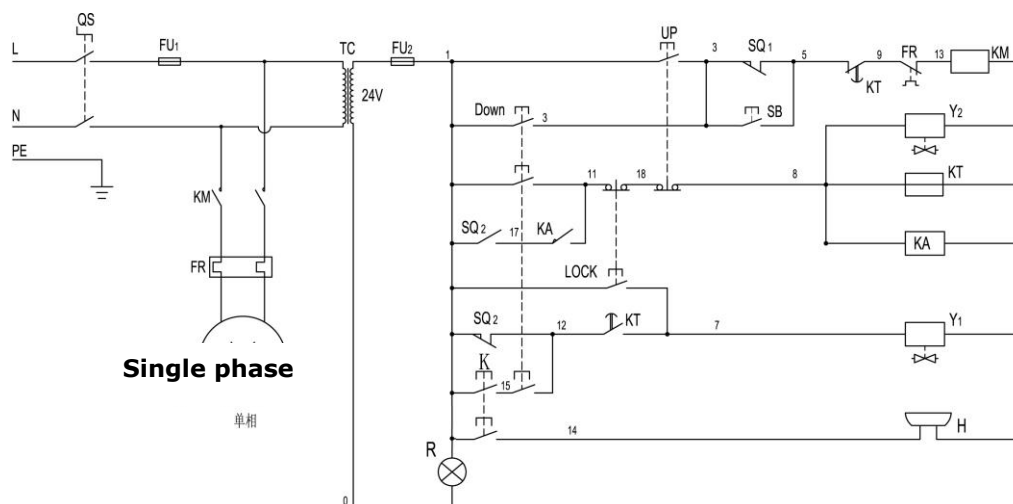 QS
UP
L
FU1
TC
FU2
1
3
SQ1
5
9
FR
13
KM
24V
KT
N
Down
3
SB
Y2
PE
11
18
8
KT
KM
SQ2
17
KA
KA
FR
LOCK
SQ2
12
KT
7
Y1
Single phase
K
15
单相
14
H
R
0